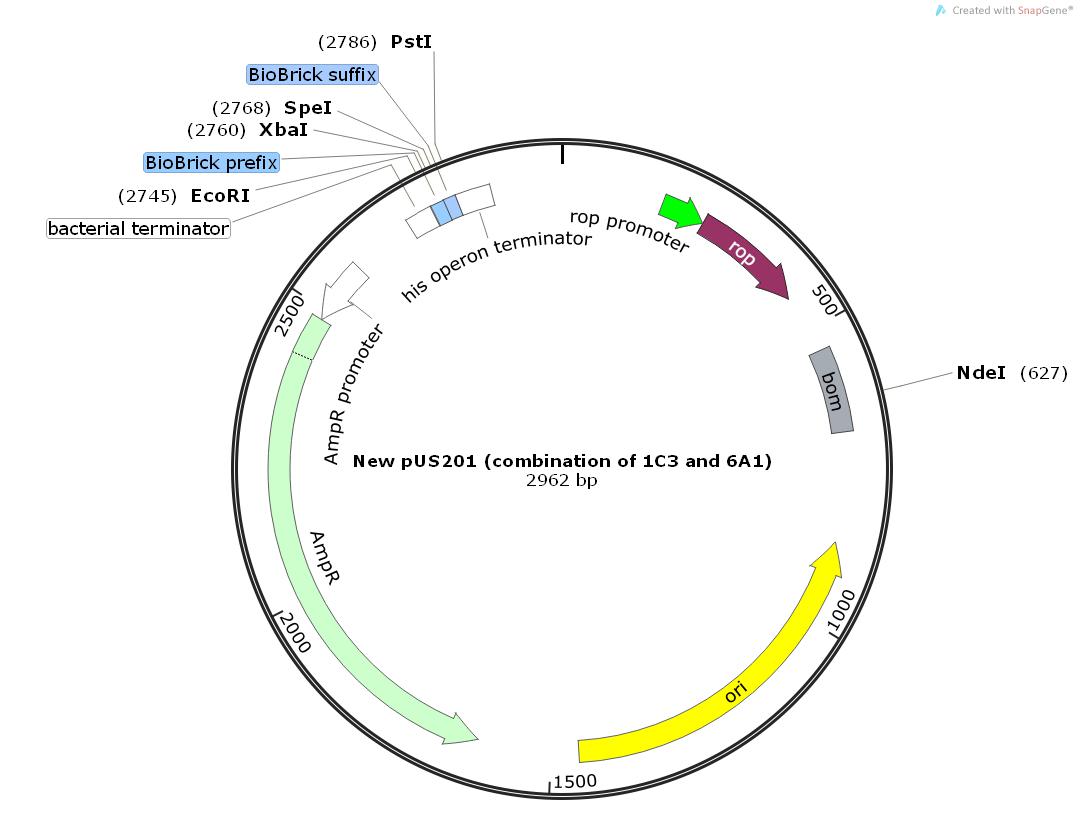 Created with SnapGene®
(2786) PstI
BioBrick suffix
(2768) SpeI
(2760) XbaI
BioBrick prefix
(2745) EcoRI
bacterial terminator
rop promoter
rop
his operon terminator
500
2500
NdeI (627)
bom
AmpR promoter
New pUS201 (combination of 1C3 and 6A1)
2962 bp
AmpR
1000
2000
ori
1500